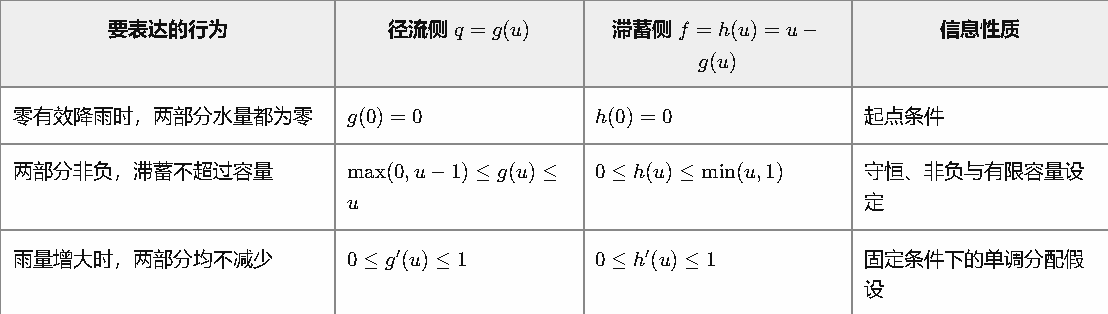 要表达的行为
径流侧 q = g(u)
滞蓄侧 f = h(u) = u −
g(u)
信息性质
零有效降雨时，两部分水量都为零
g(0) = 0
h(0) = 0
起点条件
两部分非负，滞蓄不超过容量
max(0, u − 1) ≤ g(u) ≤
u
0 ≤ h(u) ≤ min(u, 1)
守恒、非负与有限容量设
定
雨量增大时，两部分均不减少
0 ≤ g′(u) ≤ 1
0 ≤ h′(u) ≤ 1
固定条件下的单调分配假
设